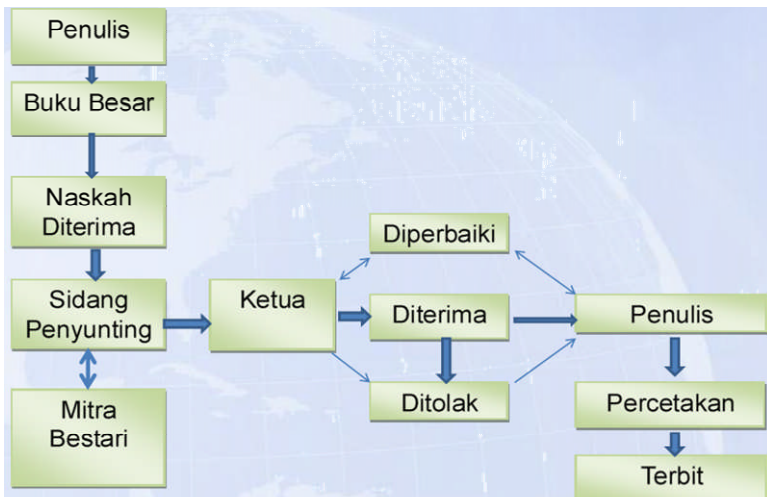 Penulis
Buku Besar
Naskah
Diterima
Sidang
Penyunting
Mitra
Bestari
Ketua
Diperbaiki
Diterima
Ditolak
Penulis
Percetakan
Terbit